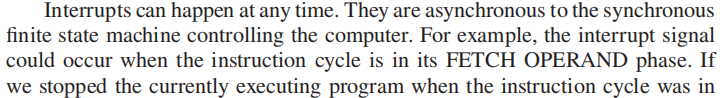 Interrupts can happen at any time. They are asynchronous to the synchronous
finite state machine controlling the computer. For example, the interrupt signal
could occur when the instruction cycle is in its FETCH OPERAND phase. If
we stopped the currently executing program when the instruction cycle was in